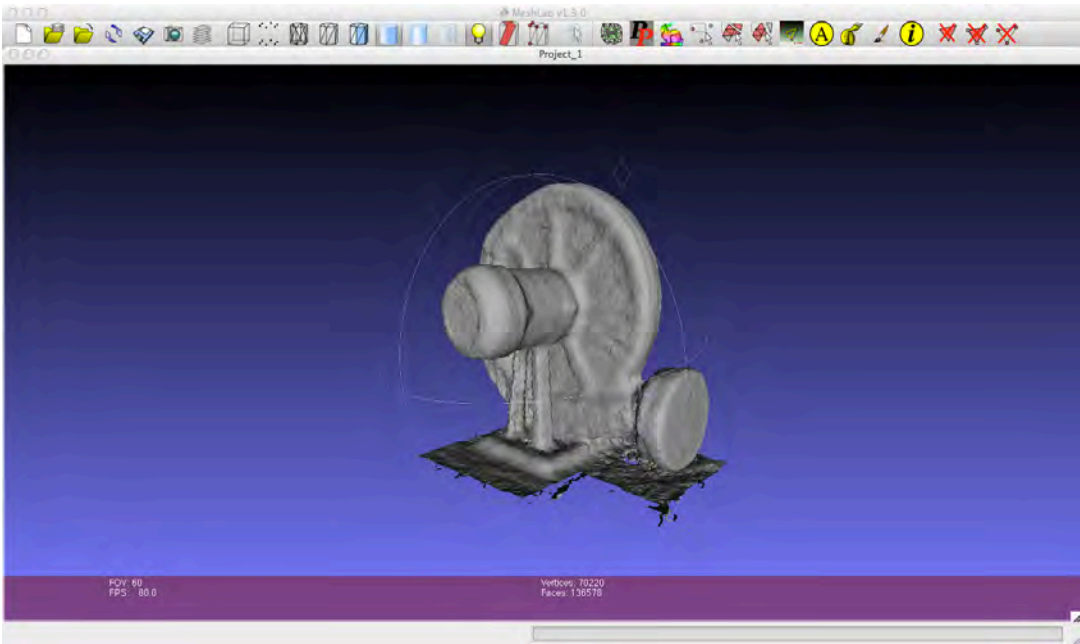 MeshLab v1.3.0
Project_1
FOV: 60
FPS: 80.0
Vertices: 70220
Faces: 136578